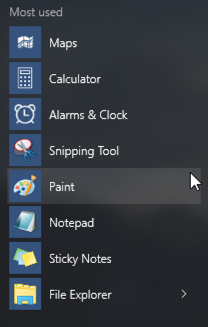 Most used
Maps
Calculator
Alarms & Clock
Snipping Tool
Paint
Notepad
Sticky Notes
File Explorer